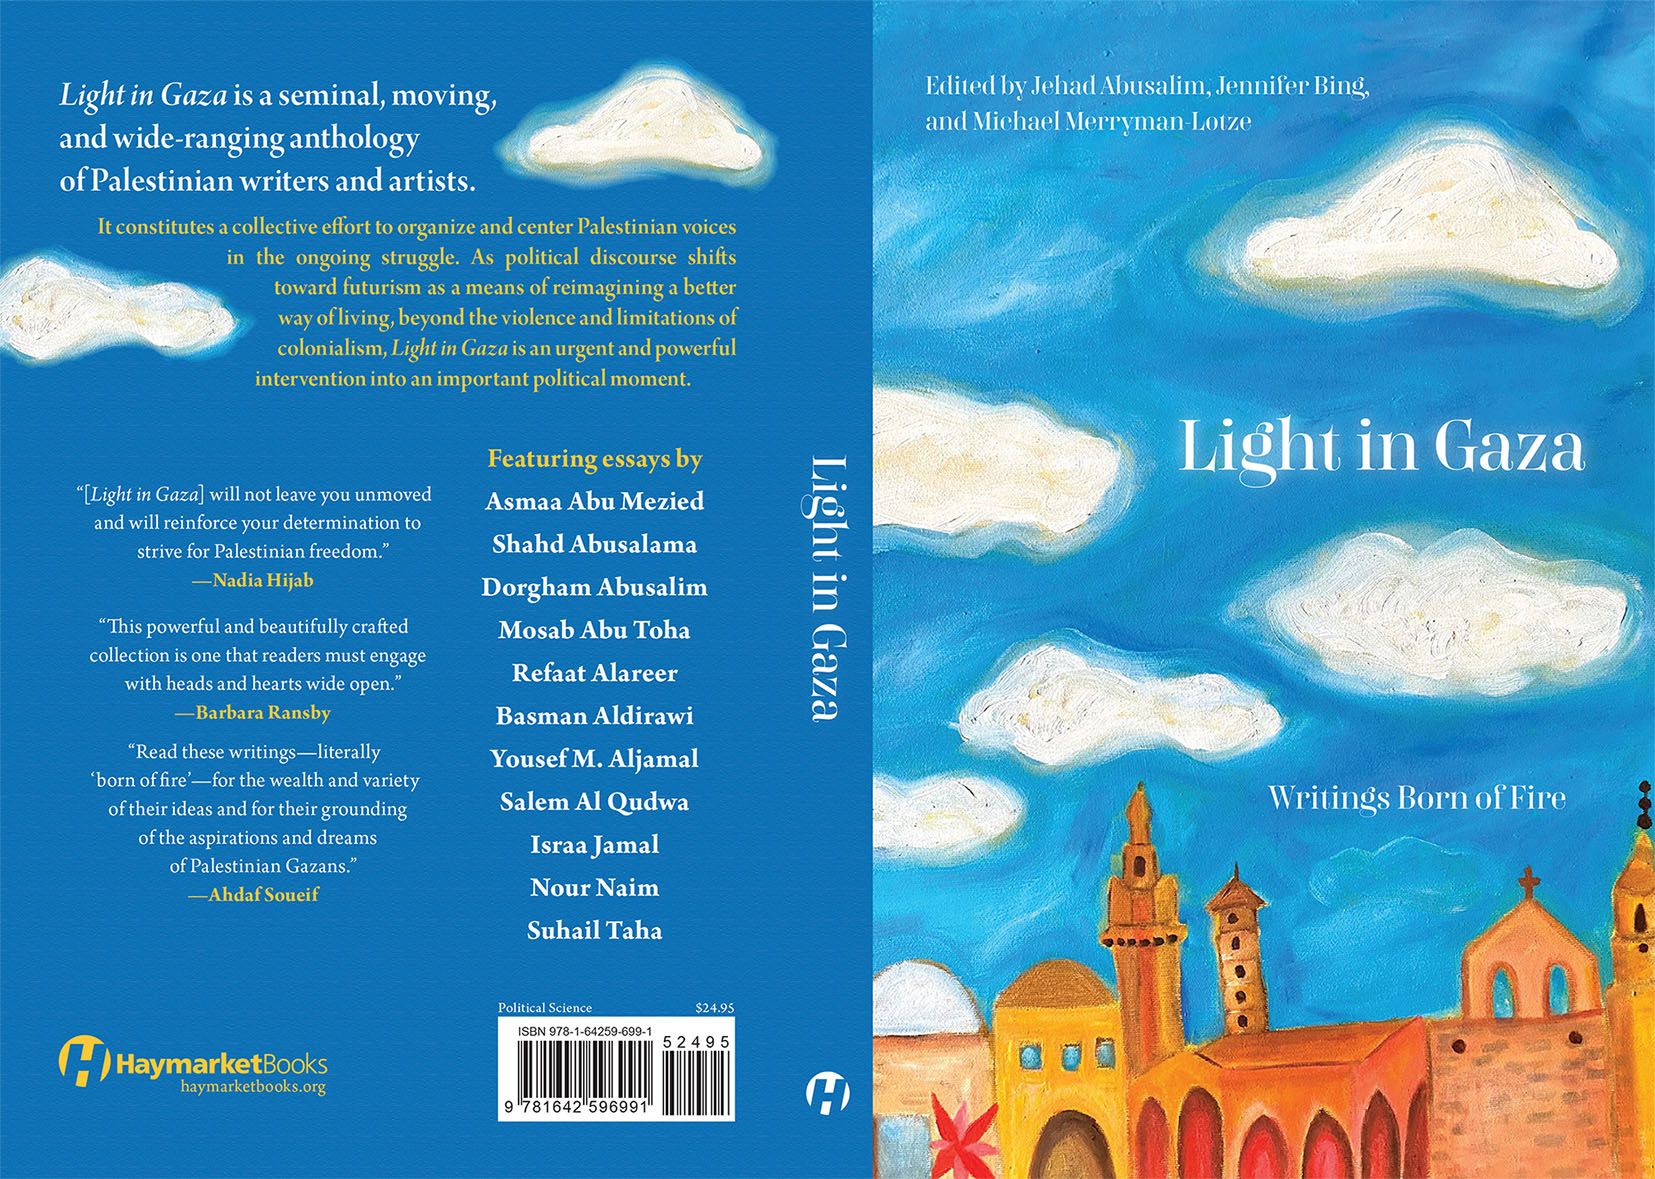 Light in Gaza is a seminal, moving,
and wide-ranging anthology
of Palestinian writers and artists.
It constitutes a collective effort to organize and center Palestinian voices
in the ongoing struggle. As political discourse shifts
toward futurism as a means of reimagining a better
way of living, beyond the violence and limitations of
colonialism, Light in Gaza is an urgent and powerful
intervention into an important political moment.
“[Light in Gaza] will not leave you unmoved
and will reinforce your determination to
strive for Palestinian freedom.”
—Nadia Hijab
“This powerful and beautifully crafted
collection is one that readers must engage
with heads and hearts wide open.”
—Barbara Ransby
“Read these writings—literally
‘born of fire’—for the wealth and variety
of their ideas and for their grounding
of the aspirations and dreams
of Palestinian Gazans.”
—Ahdaf Soueif
HaymarketBooks
haymarketbooks.org
Featuring essays by
Asmaa Abu Mezied
Shahd Abusalama
Dorgham Abusalim
Mosab Abu Toha
Refaat Alareer
Basman Aldirawi
Yousef M. Aljamal
Salem Al Qudwa
Israa Jamal
Nour Naim
Suhail Taha
Political Science $24.95
ISBN 978-1-64259-699-1
52495
9 781642 596991
Light in Gaza
H
Edited by Jehad Abusalim, Jennifer Bing,
and Michael Merryman-Lotze
Light in Gaza
Writings Born of Fire